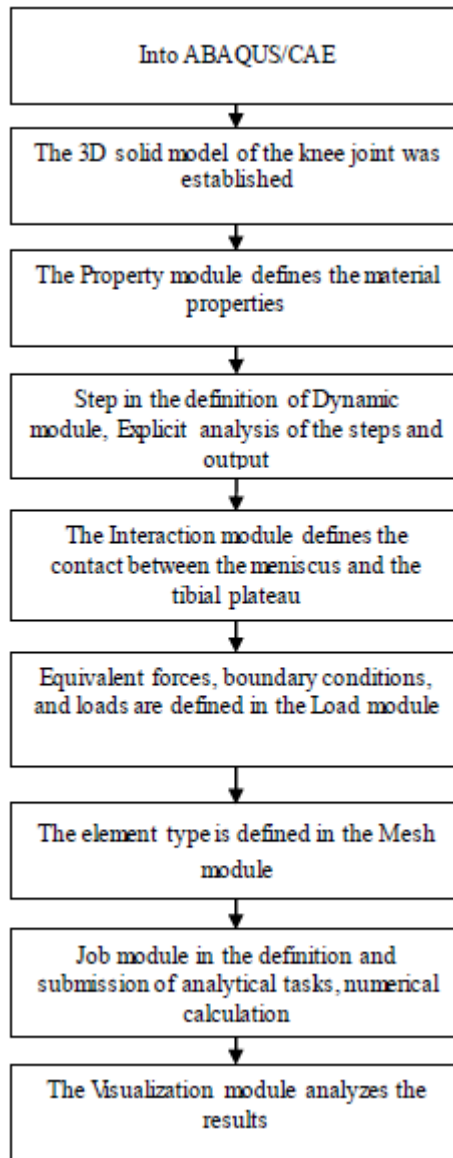 Into ABAQUS/CAE
The 3D solid model of the knee joint was
established
The Property module defines the material
properties
Step in the definition of Dynamic
module, Explicit analysis of the steps and
output
The Interaction module defines the
contact between the meniscus and the
tibial plateau
Equivalent forces, boundary conditions,
and loads are defined in the Load module
The element type is defined in the Mesh
module
Job module in the definition and
submission of analytical tasks, numerical
calculation
The Visualization module analyzes the
results